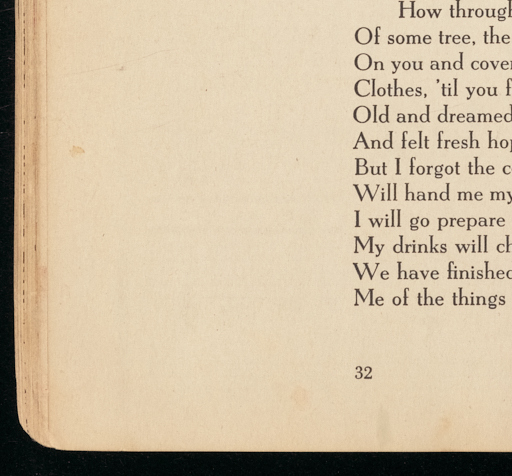 How through
Of some tree, the
On you and cover
Clothes, 'til you f
Old and dreamed
And felt fresh hop
But I forgot the c
Will hand me my
I will go prepare
My drinks will ch
We have finished
Me of the things
32